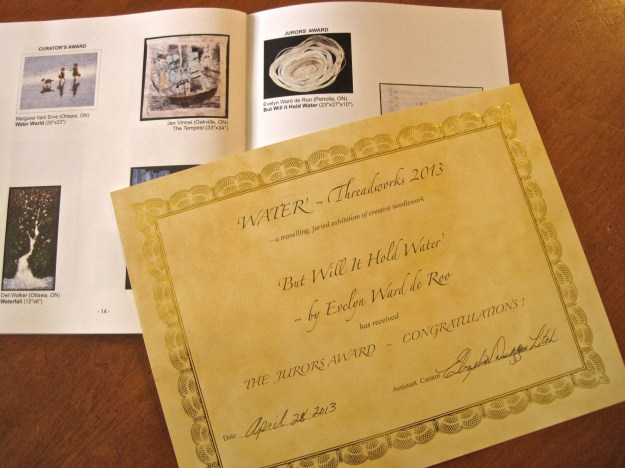 CURATOR'S AWARD
Margaret Vant Erve (Ottawa, ON)
Water World (20"x23")
Jan Vinnai (Oakville, ON)
The Tempest (33"x34")
Dell Walker (Ottawa, ON)
Waterfall (12"x6")
- 14 -
JURORS' AWARD
Evelyn Ward de Roo (Petrolia, ON)
But Will it Hold Water (23"x27"x10")
'WATER' ~ Threadworks 2013
~ a travelling, juried exhibition of creative needlework
'But Will It Hold Water'
~ by Evelyn Ward de Roo
has received
THE JURORS AWARD ~ CONGRATULATIONS !
Assistant Curator
Date April 28 2013